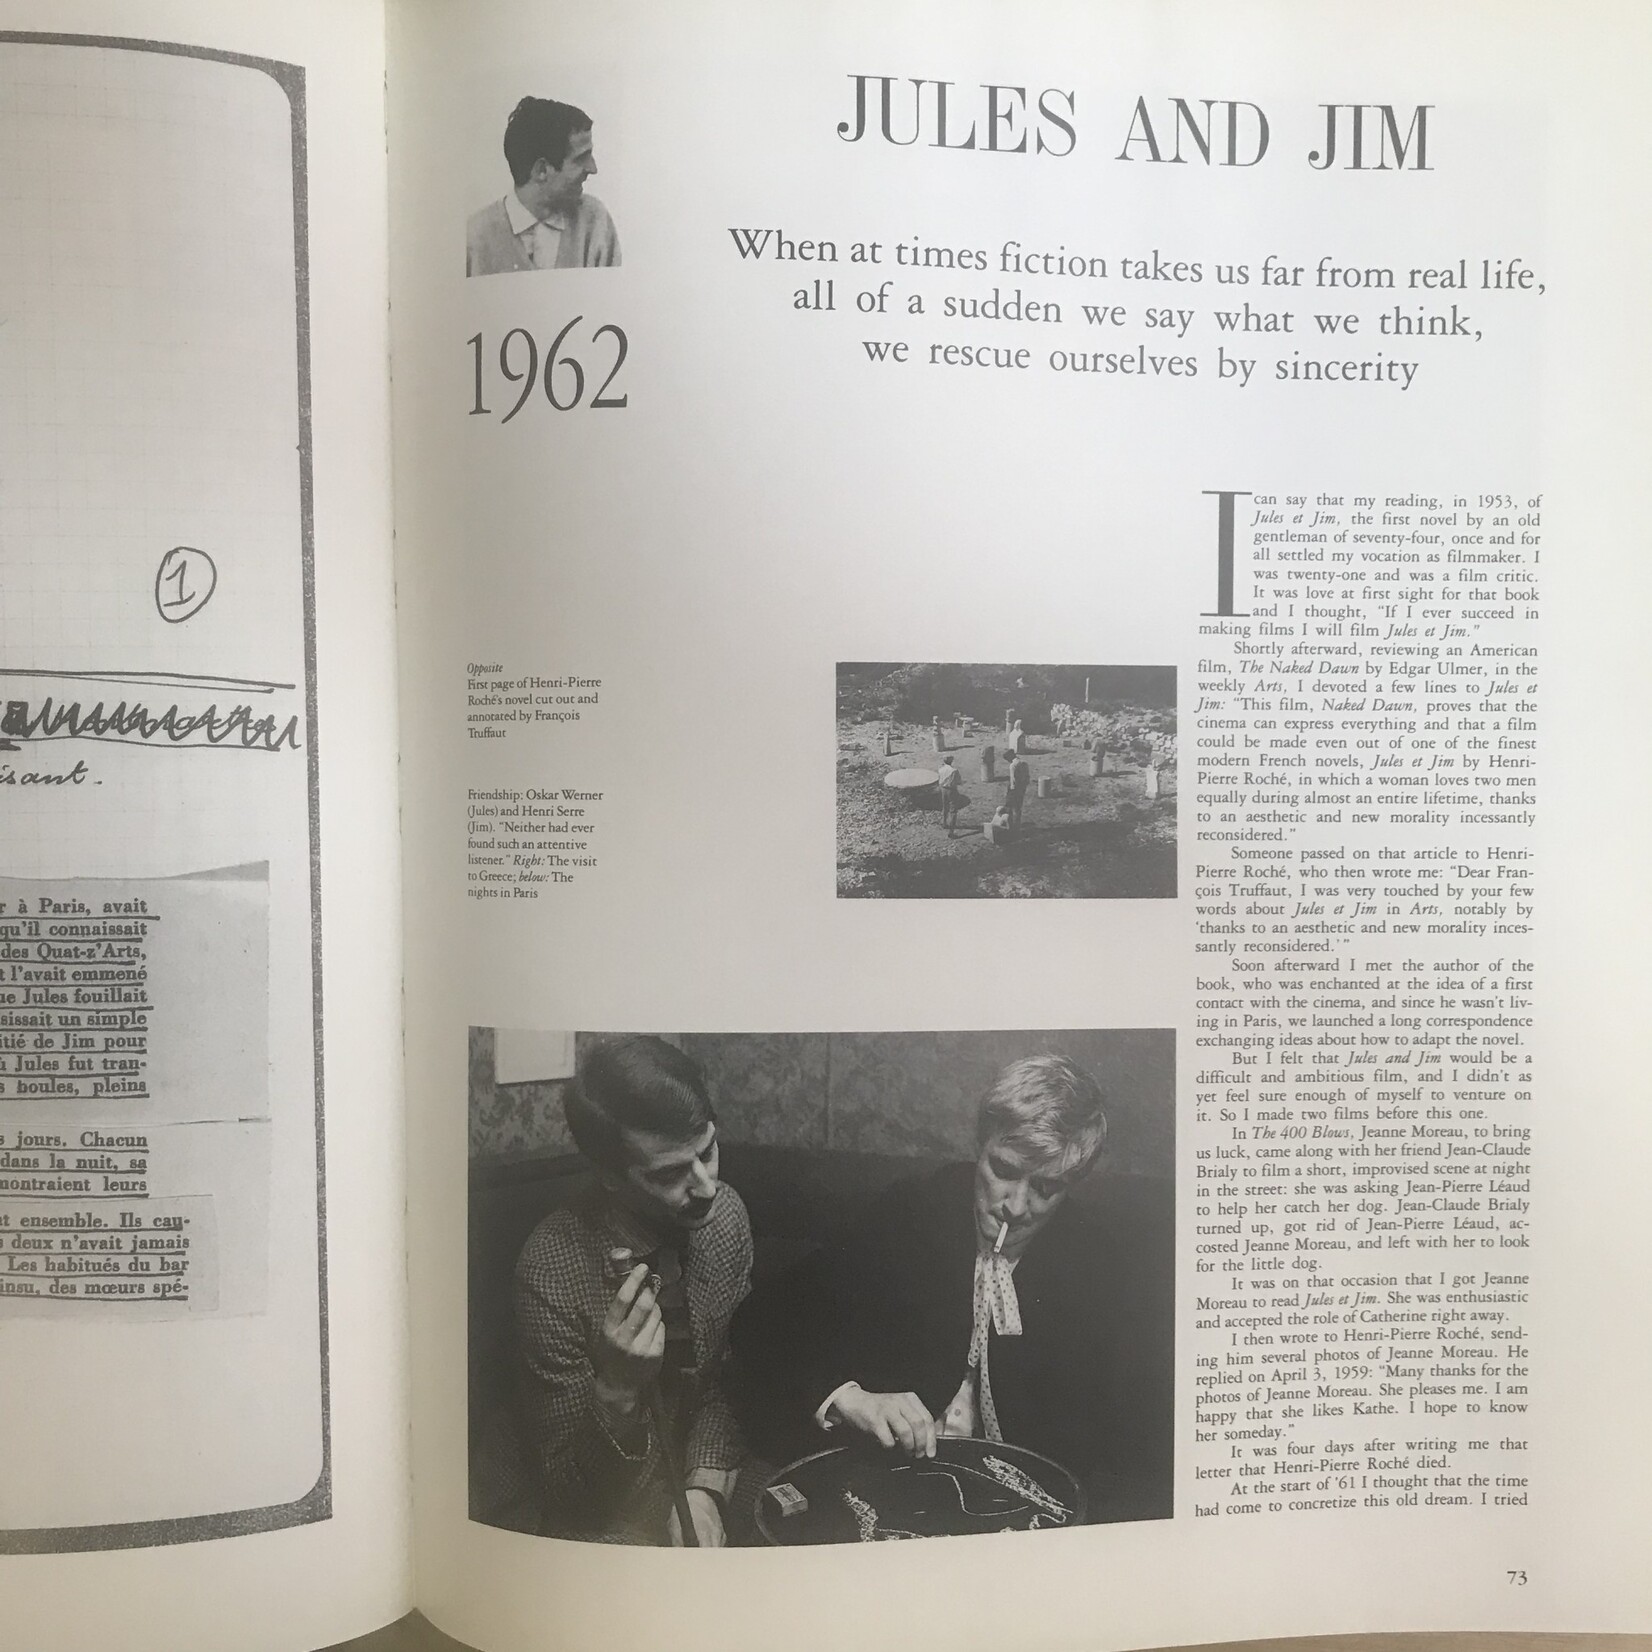 1
isant.
à Paris, avait
qu'il connaissait
des Quat-z'Arts,
l'avait emmené
Jules fouillait
un simple
de Jim pour
Jules fut tran-
boules, pleins
jours. Chacun
dans la nuit, sa
montraient leurs
ensemble. Ils cau-
deux n'avait jamais
Les habitués du bar
insu, des mœurs spé-
JULES AND JIM
When at times fiction takes us far from real life,
all of a sudden we say what we think,
we rescue ourselves by sincerity
1962
Opposite
First page of Henri-Pierre
Roché's novel cut out and
annotated by François
Truffaut
Friendship: Oskar Werner
(Jules) and Henri Serre
(Jim). "Neither had ever
found such an attentive
listener." Right: The visit
to Greece; below: The
nights in Paris
I can say that my reading, in 1953, of
Jules et Jim, the first novel by an old
gentleman of seventy-four, once and for
all settled my vocation as filmmaker. I
was twenty-one and was a film critic.
It was love at first sight for that book
and I thought, "If I ever succeed in
making films I will film Jules et Jim."
Shortly afterward, reviewing an American
film, The Naked Dawn by Edgar Ulmer, in the
weekly Arts, I devoted a few lines to Jules et
Jim: "This film, Naked Dawn, proves that the
cinema can express everything and that a film
could be made even out of one of the finest
modern French novels, Jules et Jim by Henri-
Pierre Roché, in which a woman loves two men
equally during almost an entire lifetime, thanks
to an aesthetic and new morality incessantly
reconsidered."
Someone passed on that article to Henri-
Pierre Roché, who then wrote me: "Dear Fran-
çois Truffaut, I was very touched by your few
words about Jules et Jim in Arts, notably by
'thanks to an aesthetic and new morality inces-
santly reconsidered.'"
Soon afterward I met the author of the
book, who was enchanted at the idea of a first
contact with the cinema, and since he wasn't liv-
ing in Paris, we launched a long correspondence
exchanging ideas about how to adapt the novel.
But I felt that Jules and Jim would be a
difficult and ambitious film, and I didn't as
yet feel sure enough of myself to venture on
it. So I made two films before this one.
In The 400 Blows, Jeanne Moreau, to bring
us luck, came along with her friend Jean-Claude
Brialy to film a short, improvised scene at night
in the street: she was asking Jean-Pierre Léaud
to help her catch her dog. Jean-Claude Brialy
turned up, got rid of Jean-Pierre Léaud, ac-
costed Jeanne Moreau, and left with her to look
for the little dog.
It was on that occasion that I got Jeanne
Moreau to read Jules et Jim. She was enthusiastic
and accepted the role of Catherine right away.
I then wrote to Henri-Pierre Roché, send-
ing him several photos of Jeanne Moreau. He
replied on April 3, 1959: "Many thanks for the
photos of Jeanne Moreau. She pleases me. I am
happy that she likes Kathe. I hope to know
her someday."
It was four days after writing me that
letter that Henri-Pierre Roché died.
At the start of '61 I thought that the time
had come to concretize this old dream. I tried
73